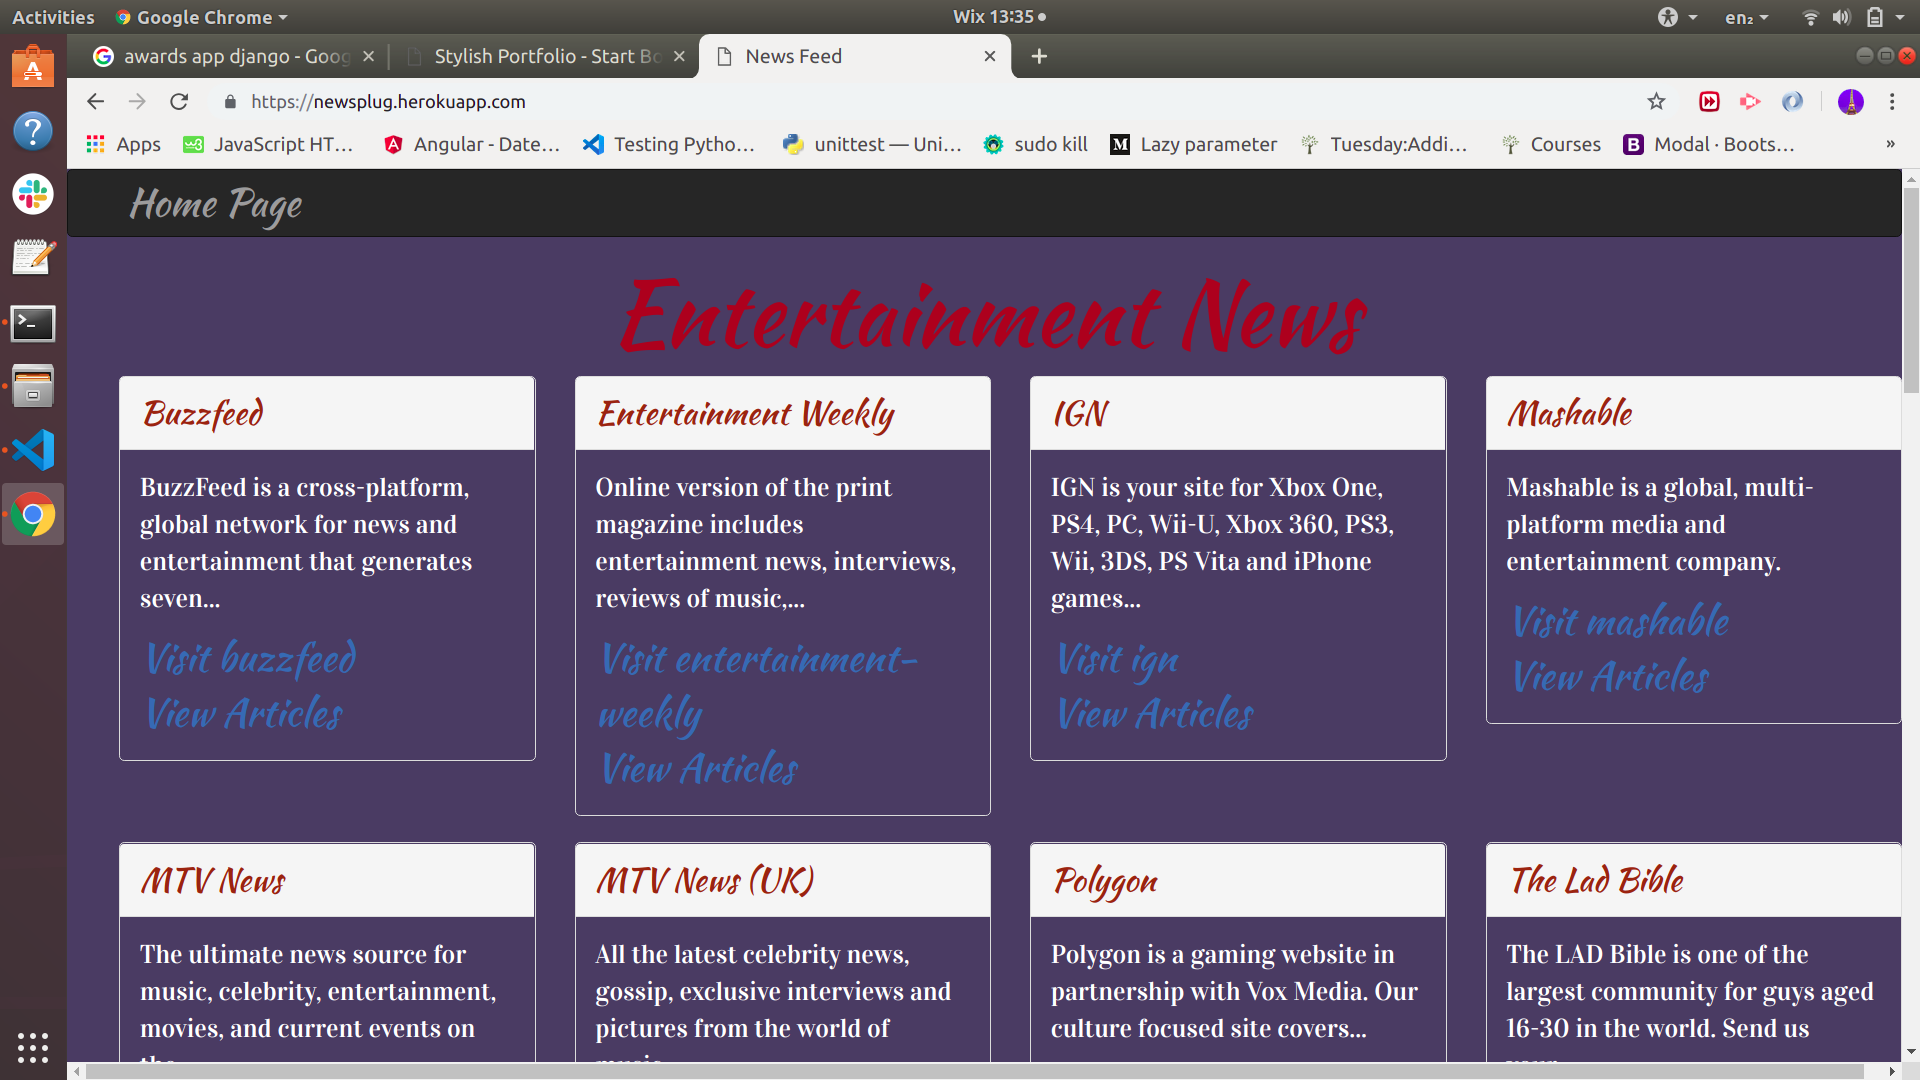 Activities
Google Chrome
Wix 13:35
en₂
awards app django - Goog
Stylish Portfolio - Start Bo
News Feed
https://newsplug.herokuapp.com
Apps
JavaScript HT…
Angular - Date…
Testing Pytho…
unittest — Uni…
sudo kill
Lazy parameter
Tuesday:Addi…
Courses
Modal · Boots…
»
Home Page
Entertainment News
Buzzfeed
BuzzFeed is a cross-platform,
global network for news and
entertainment that generates
seven...
Visit buzzfeed
View Articles
Entertainment Weekly
Online version of the print
magazine includes
entertainment news, interviews,
reviews of music,...
Visit entertainment-
weekly
View Articles
IGN
IGN is your site for Xbox One,
PS4, PC, Wii-U, Xbox 360, PS3,
Wii, 3DS, PS Vita and iPhone
games...
Visit ign
View Articles
Mashable
Mashable is a global, multi-
platform media and
entertainment company.
Visit mashable
View Articles
MTV News
The ultimate news source for
music, celebrity, entertainment,
movies, and current events on
MTV News (UK)
All the latest celebrity news,
gossip, exclusive interviews and
pictures from the world of
Polygon
Polygon is a gaming website in
partnership with Vox Media. Our
culture focused site covers...
The Lad Bible
The LAD Bible is one of the
largest community for guys aged
16-30 in the world. Send us